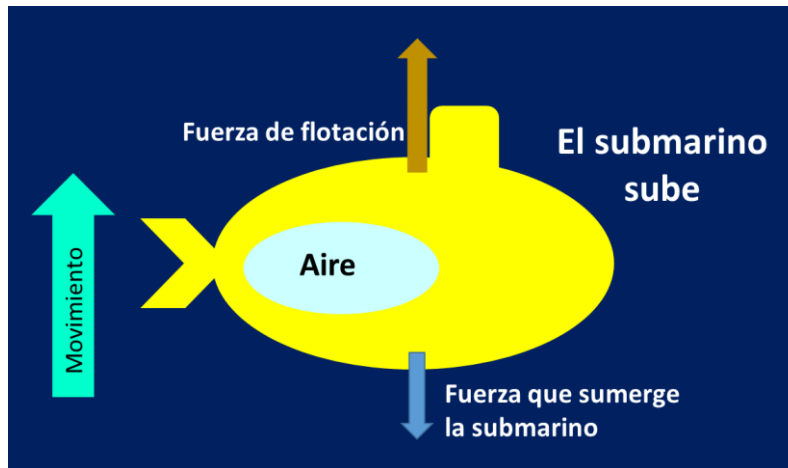 Fuerza de flotación
El submarino
sube
Movimiento
Aire
Fuerza que sumerge
la submarino